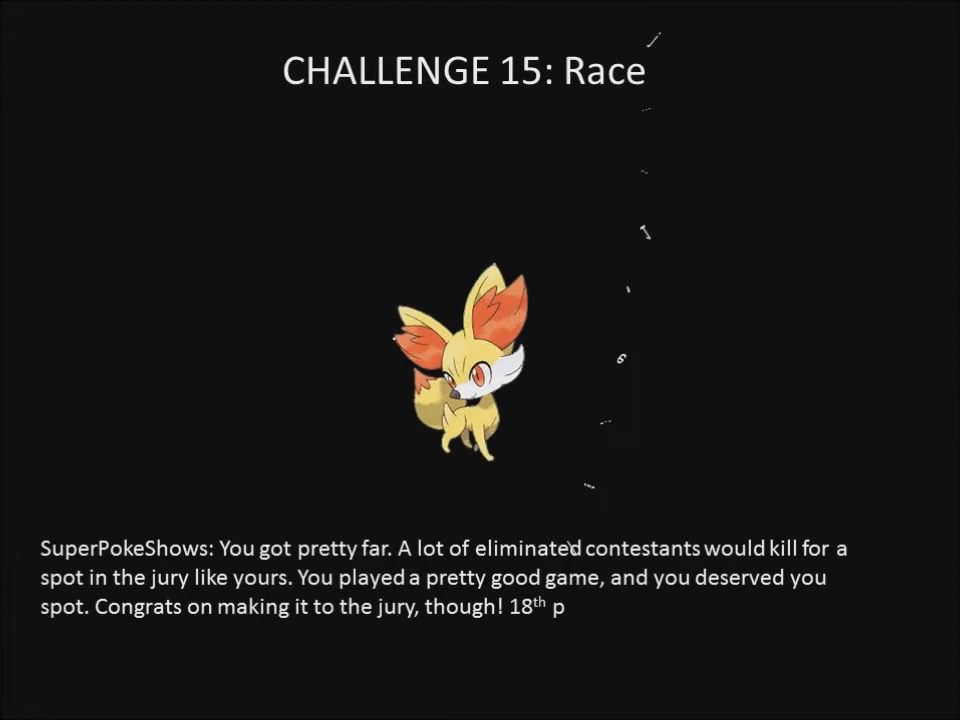 CHALLENGE 15: Race
SuperPokeShows: You got pretty far. A lot of eliminated contestants would kill for a
spot in the jury like yours. You played a pretty good game, and you deserved you
spot. Congrats on making it to the jury, though! 18th p